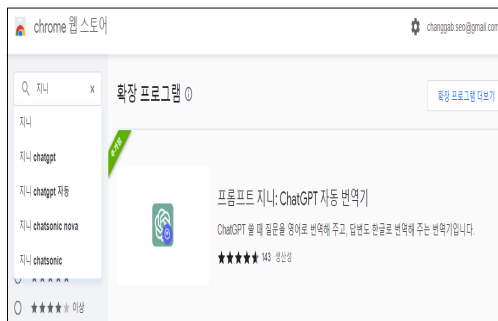 chrome 웹 스토어
changgab.seo@gmail.com
지니 x
지니
지니 chatgpt
지니 chatgpt 자동
지니 chatsonic nova
지니 chatsonic
이상
확장 프로그램
확장 프로그램 더보기
추가됨
프롬프트 지니: ChatGPT 자동 번역기
ChatGPT 쓸 때 질문을 영어로 번역해 주고, 답변도 한글로 번역해 주는 번역기입니다.
143 생산성